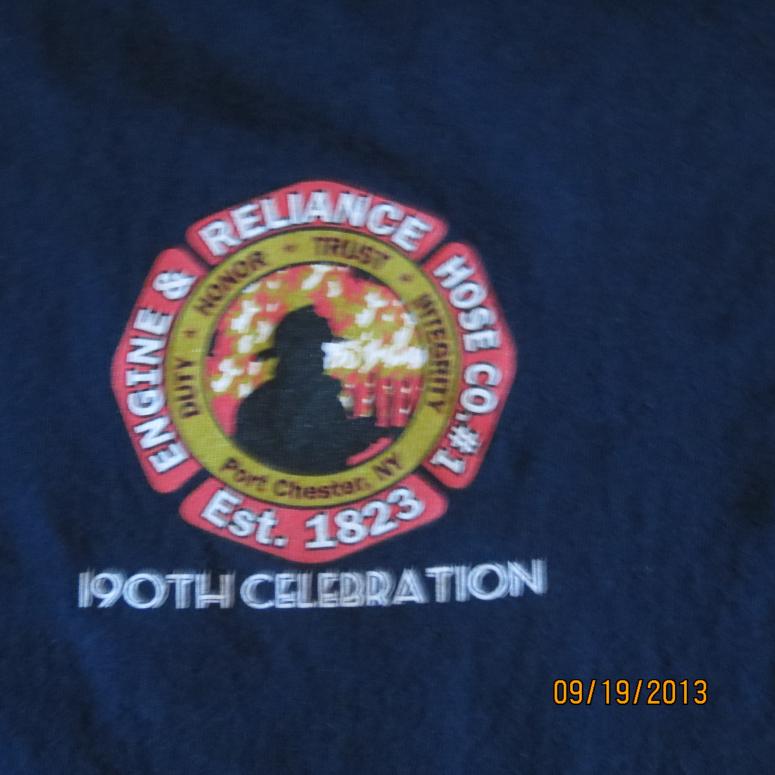 RELIANCE
ENGINE &
HOSE CO. #1
HONOR • TRUST
DUTY • • INTEGRITY
Port Chester, NY
Est. 1823
190TH CELEBRATION
09/19/2013